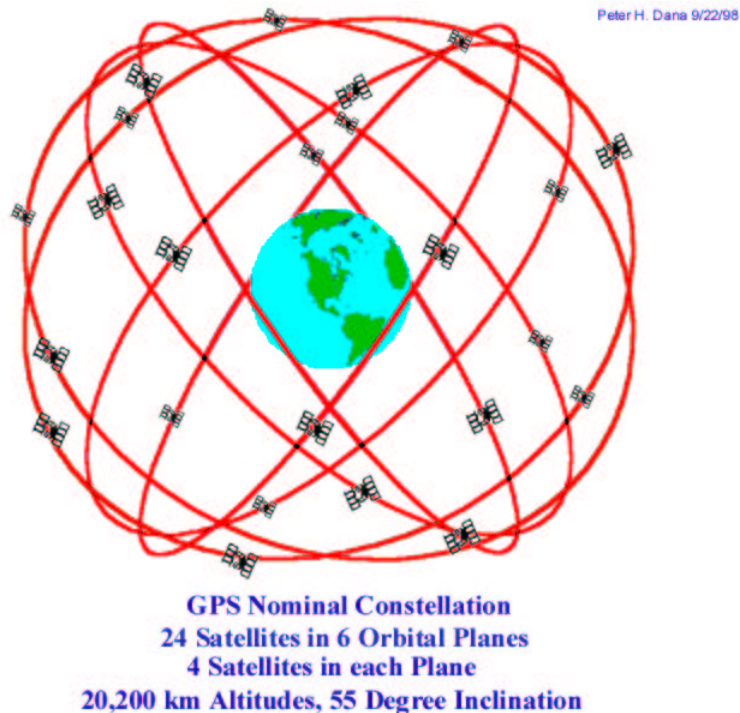 Peter H. Dana 9/22/98
GPS Nominal Constellation
24 Satellites in 6 Orbital Planes
4 Satellites in each Plane
20,200 km Altitudes, 55 Degree Inclination